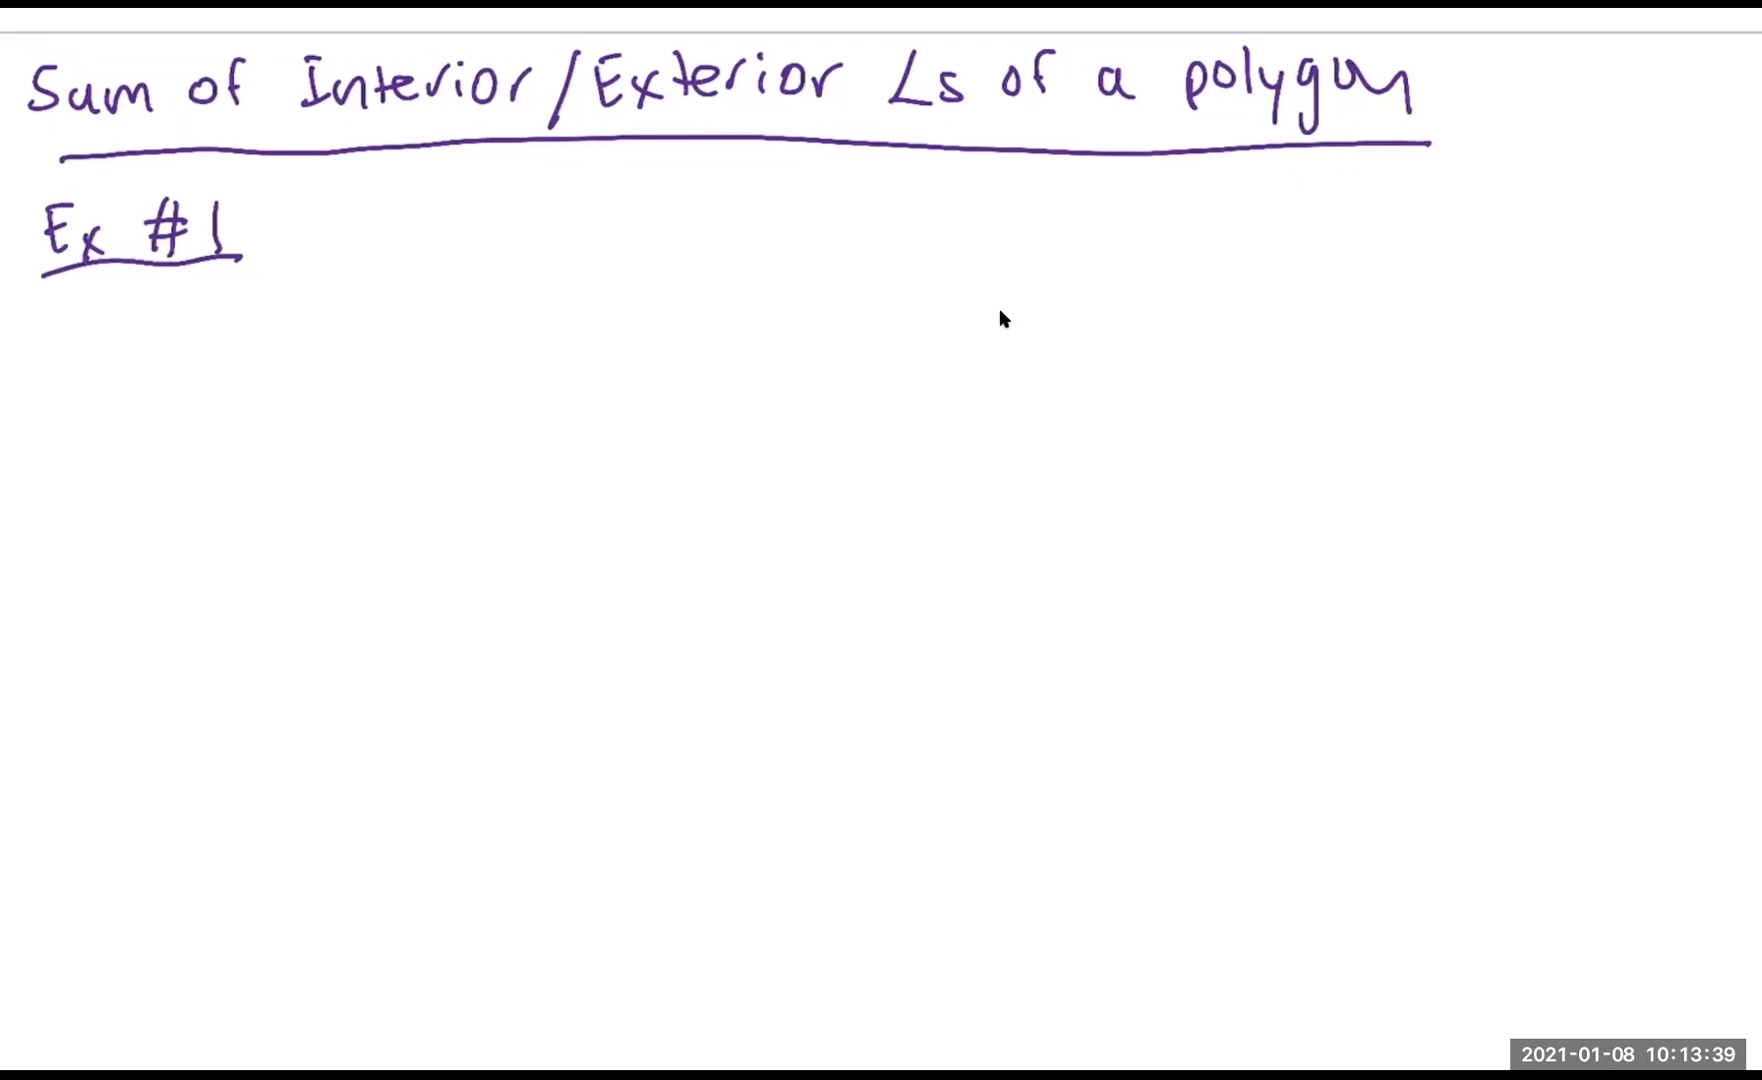 Sum of Interior/Exterior ∠s of a polygon
Ex #1
2021-01-08 10:13:39